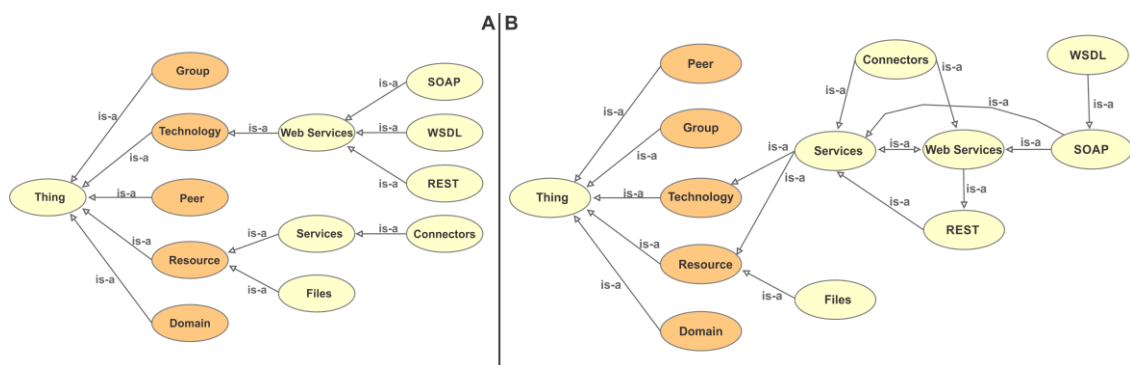 A
B
Group
is-a
SOAP
is-a
is-a
Technology
is-a
Web Services
is-a
WSDL
is-a
is-a
REST
Thing
is-a
Peer
is-a
Services
is-a
Connectors
is-a
Resource
is-a
is-a
Files
Domain
Peer
Connectors
WSDL
is-a
is-a
is-a
is-a
is-a
Group
is-a
is-a
Services
is-a
Web Services
is-a
SOAP
is-a
is-a
Thing
is-a
Technology
is-a
is-a
REST
is-a
Resource
is-a
is-a
Files
Domain